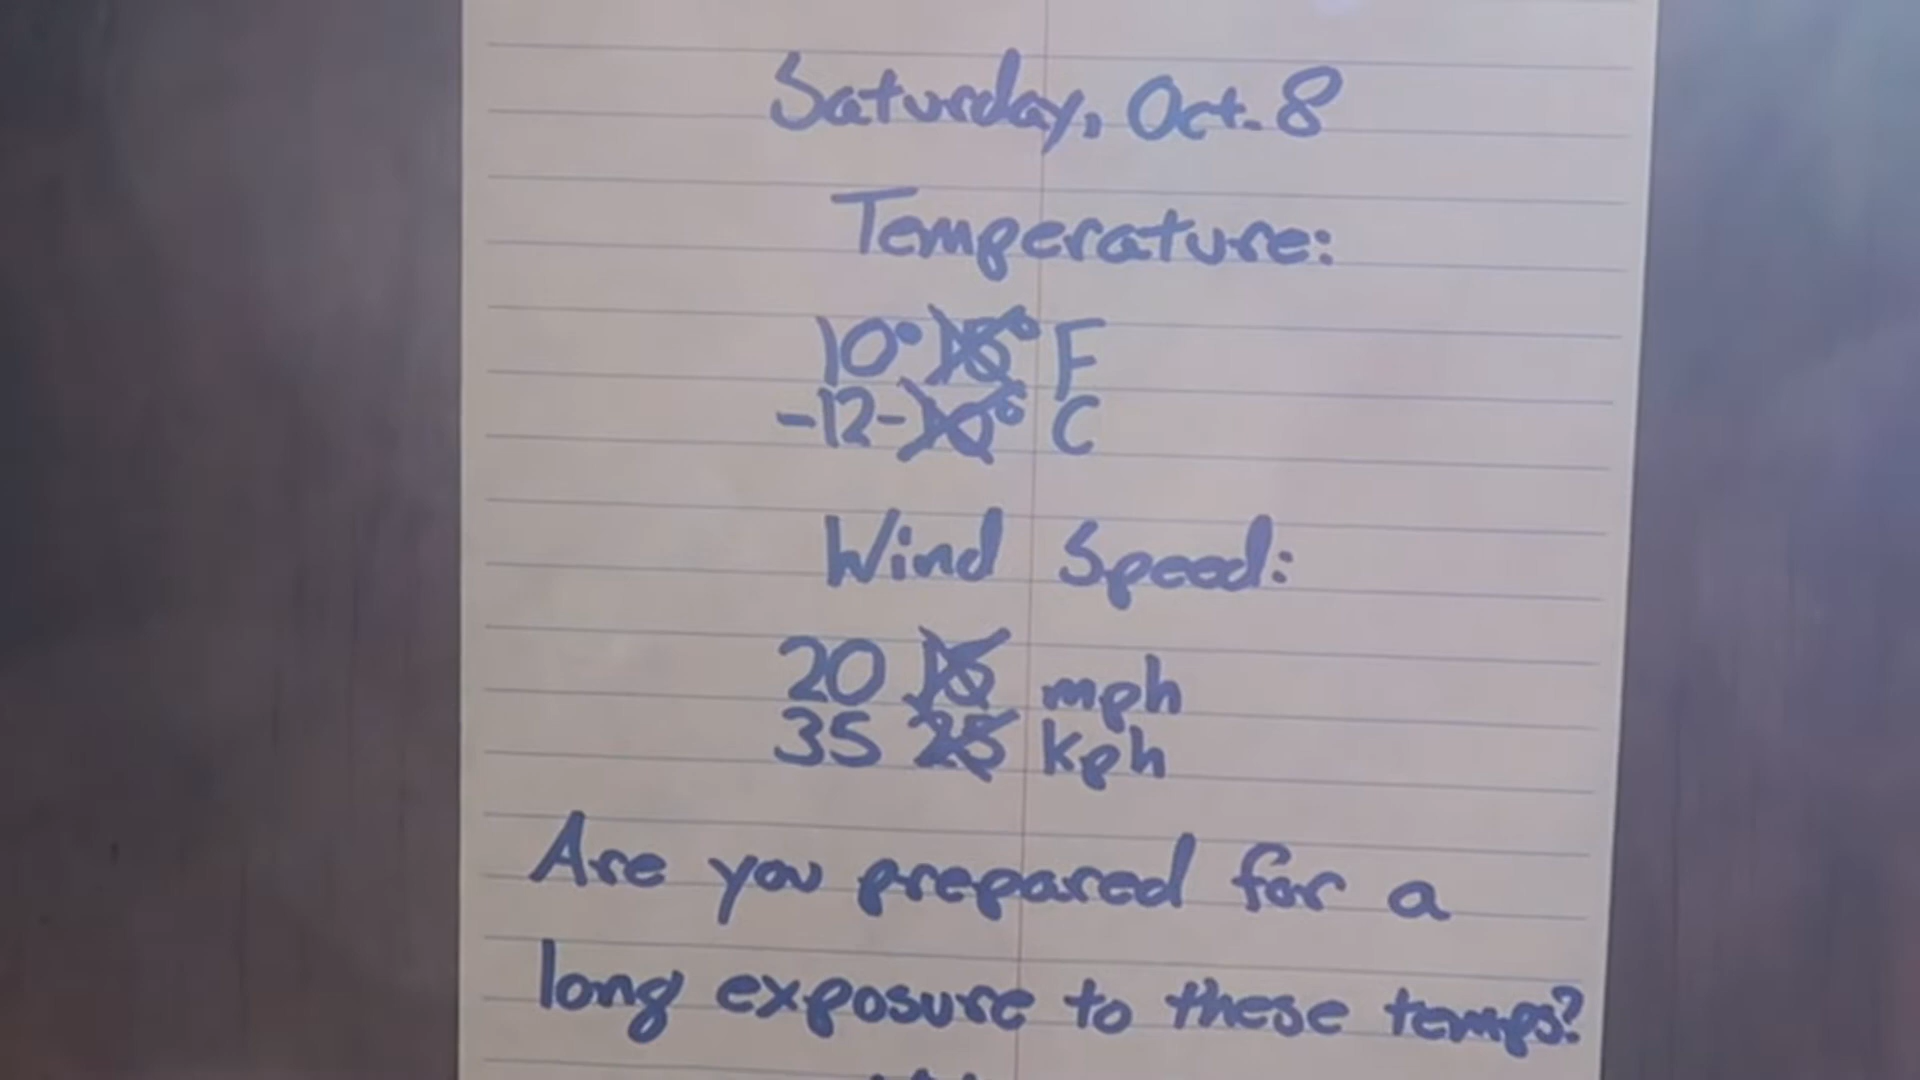 Saturday, Oct. 8
Temperature:
10° 15° F
-12 -10° C
Wind Speed:
20 15 mph
35 25 kph
Are you prepared for a
long exposure to these temps?